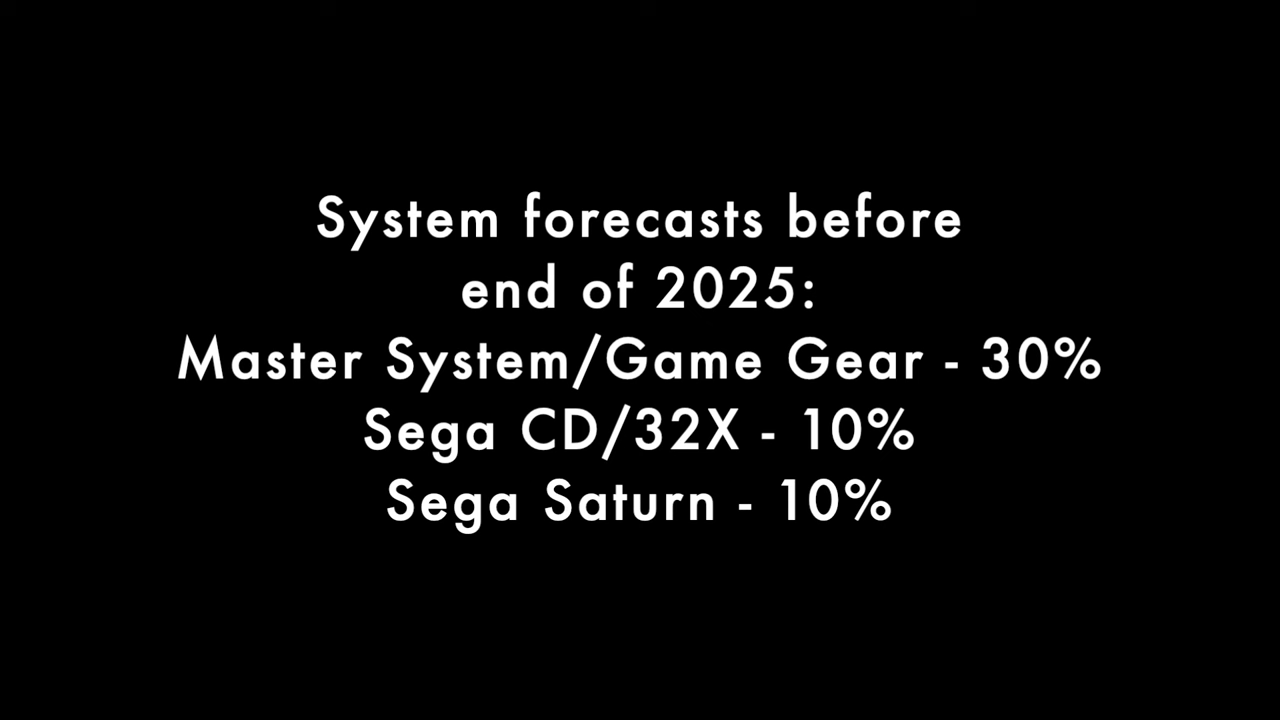 System forecasts before
end of 2025:
Master System/Game Gear - 30%
Sega CD/32X - 10%
Sega Saturn - 10%